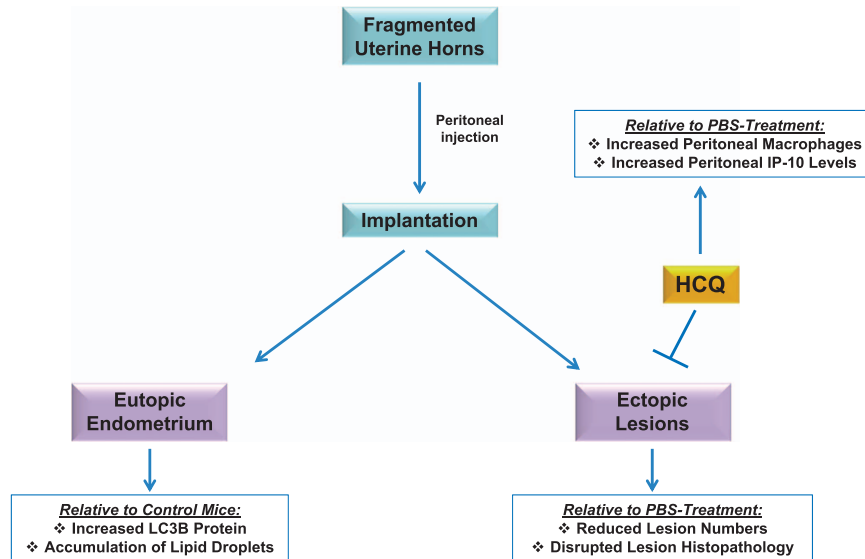 Fragmented
Uterine Horns
Peritoneal
injection
Relative to PBS-Treatment:
❖ Increased Peritoneal Macrophages
❖ Increased Peritoneal IP-10 Levels
Implantation
HCQ
Eutopic
Endometrium
Ectopic
Lesions
Relative to Control Mice:
❖ Increased LC3B Protein
❖ Accumulation of Lipid Droplets
Relative to PBS-Treatment:
❖ Reduced Lesion Numbers
❖ Disrupted Lesion Histopathology